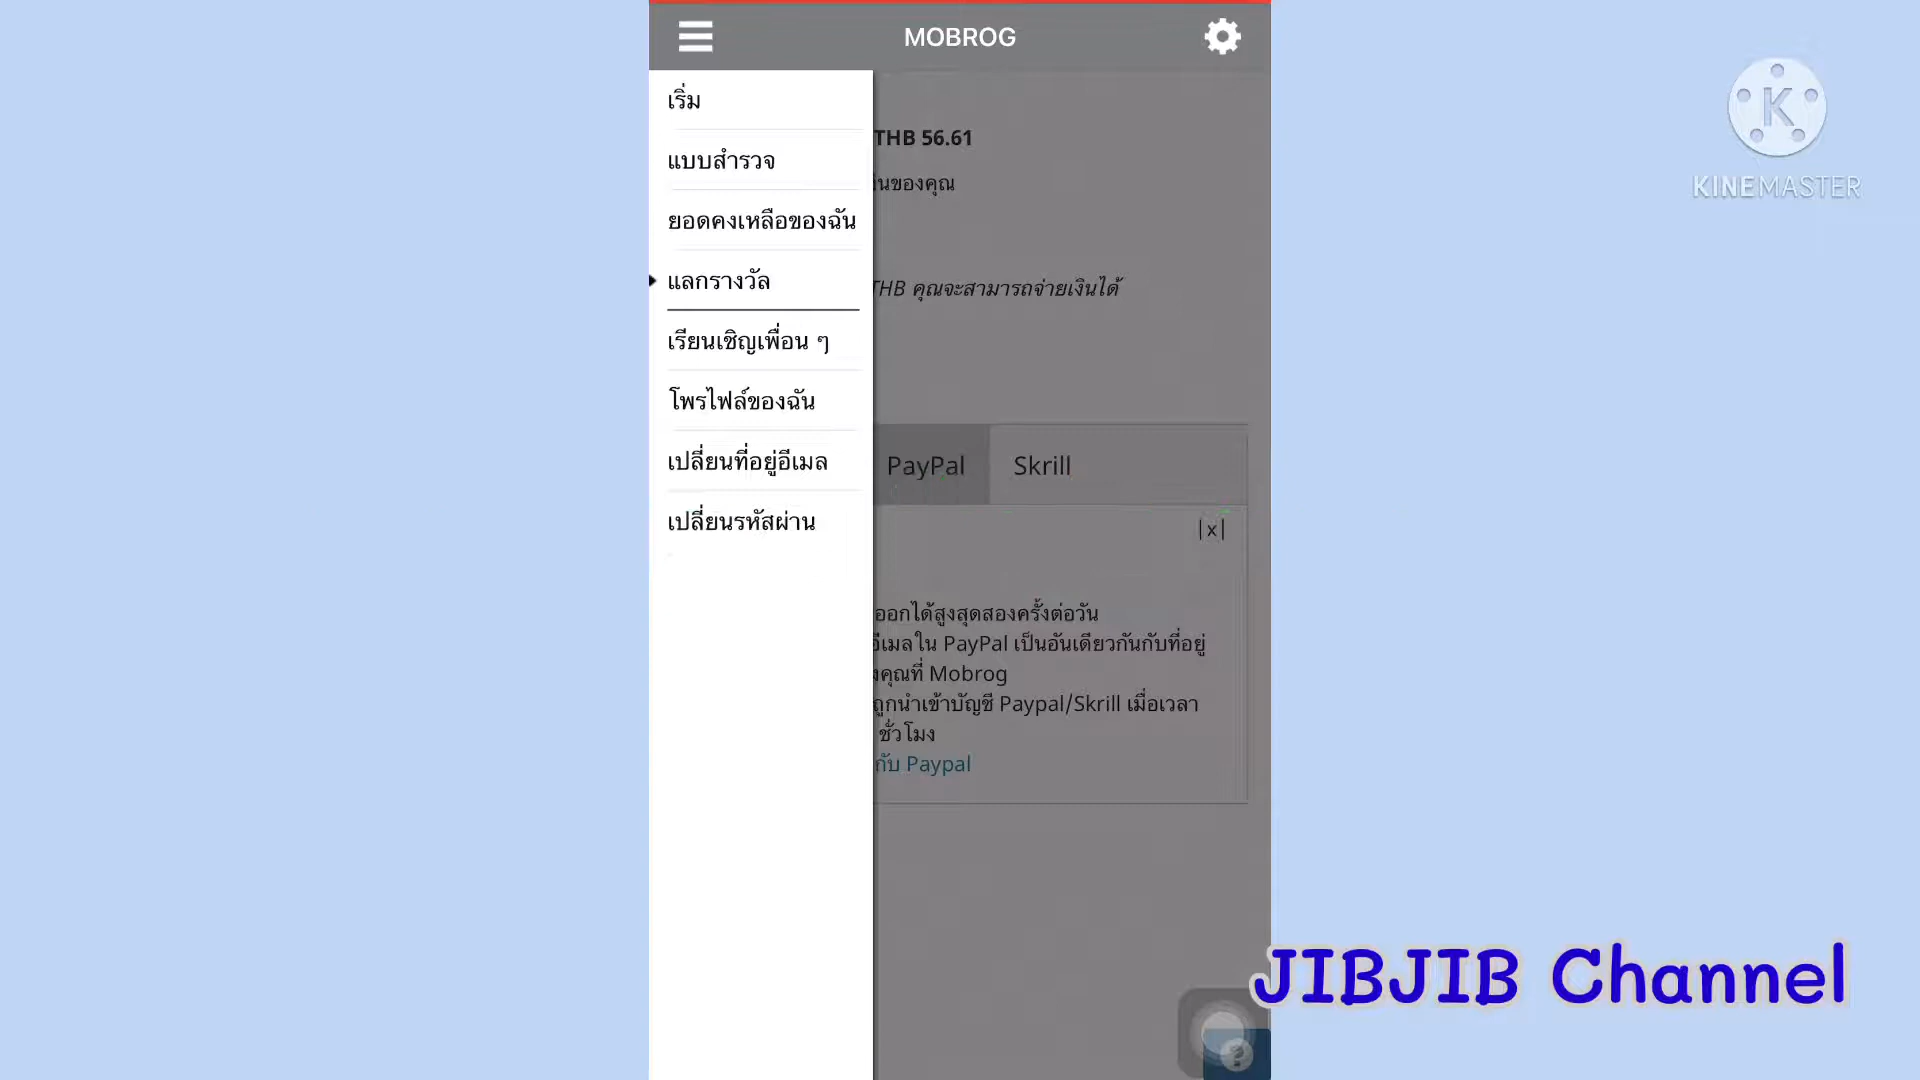 MOBROG
เริ่ม
แบบสำรวจ
ยอดคงเหลือของฉัน
แลกรางวัล
เรียนเชิญเพื่อน ๆ
โพรไฟล์ของฉัน
เปลี่ยนที่อยู่อีเมล
เปลี่ยนรหัสผ่าน
THB 56.61
ของคุณ
THB คุณจะสามารถจ่ายเงินได้
PayPal Skrill
|x|
ออกได้สูงสุดสองครั้งต่อวัน
อีเมลใน PayPal เป็นอันเดียวกันกับที่อยู่
คุณที่ Mobrog
ถูกนำเข้าบัญชี Paypal/Skrill เมื่อเวลา
ชั่วโมง
กับ Paypal
?
K
KINEMASTER
JIBJIB Channel